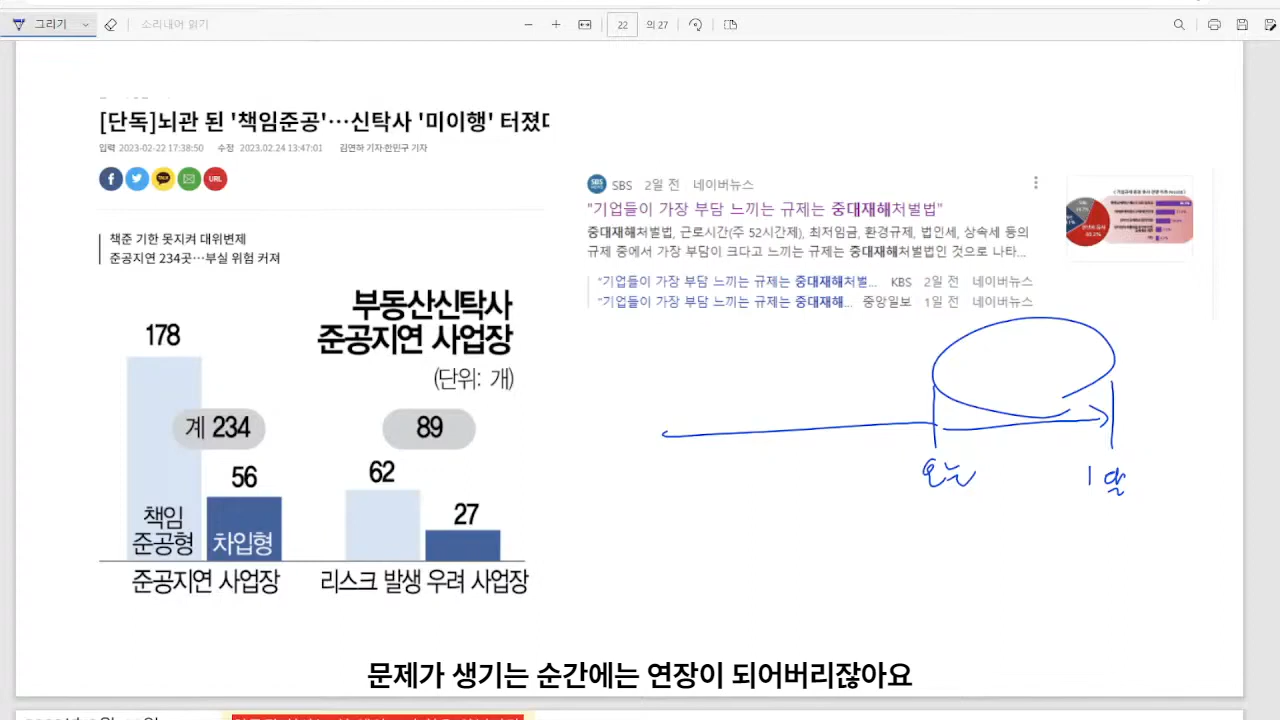 그리기
소리내어 읽기
22
의 27
[단독]뇌관 된 '책임준공'…신탁사 '미이행' 터졌다
입력 2023-02-22 17:38:50 수정 2023.02.24 13:47:01 김연하 기자·한민구 기자
TALK
URL
책준 기한 못지켜 대위변제
준공지연 234곳…부실 위험 커져
부동산신탁사
준공지연 사업장
(단위: 개)
178
계 234
56
책임
준공형
차입형
준공지연 사업장
89
62
27
리스크 발생 우려 사업장
SBS 2일 전 네이버뉴스
"기업들이 가장 부담 느끼는 규제는 중대재해처벌법"
중대재해처벌법, 근로시간(주 52시간제), 최저임금, 환경규제, 법인세, 상속세 등의
규제 중에서 가장 부담이 크다고 느끼는 규제는 중대재해처벌법인 것으로 나타...
"기업들이 가장 부담 느끼는 규제는 중대재해처벌... KBS 2일 전 네이버뉴스
"기업들이 가장 부담 느끼는 규제는 중대재해... 중앙일보 1일 전 네이버뉴스
오늘
1달
문제가 생기는 순간에는 연장이 되어버리잖아요